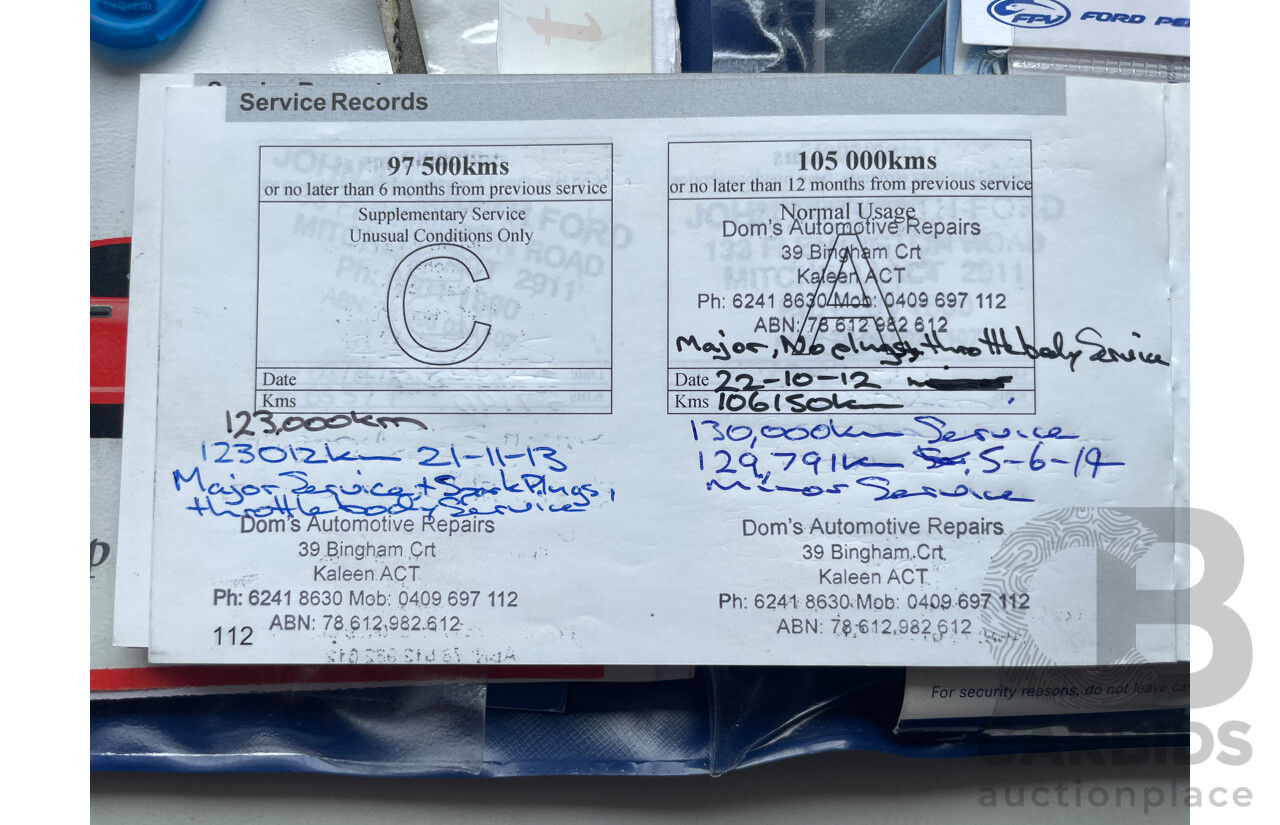 FPV FORD PE
Service Records
97 500kms
or no later than 6 months from previous service
Supplementary Service
Unusual Conditions Only
C
Date
Kms
123,000km
123012km 21-11-13
Major Service + Spark Plugs,
throttle body Service
Dom's Automotive Repairs
39 Bingham Crt
Kaleen ACT
Ph: 6241 8630 Mob: 0409 697 112
ABN: 78 612 982 612
112
105 000kms
or no later than 12 months from previous service
Normal Usage
A
Dom's Automotive Repairs
39 Bingham Crt
Kaleen ACT
Ph: 6241 8630 Mob: 0409 697 112
ABN: 78 612 982 612
Major, No plugs, throttle body Service
Date 22-10-12
Kms 106150km
130,000km Service
129,791km 5-6-14
minor Service
Dom's Automotive Repairs
39 Bingham Crt
Kaleen ACT
Ph: 6241 8630 Mob: 0409 697 112
ABN: 78 612 982 612
For security reasons, do not leave
CARBIDS
auctionplace